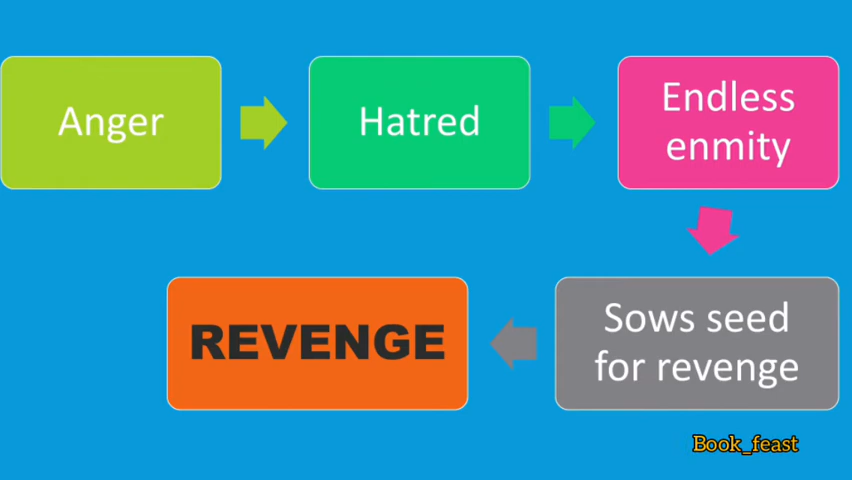 Anger
Hatred
Endless
enmity
Sows seed
for revenge
REVENGE
Book_feast